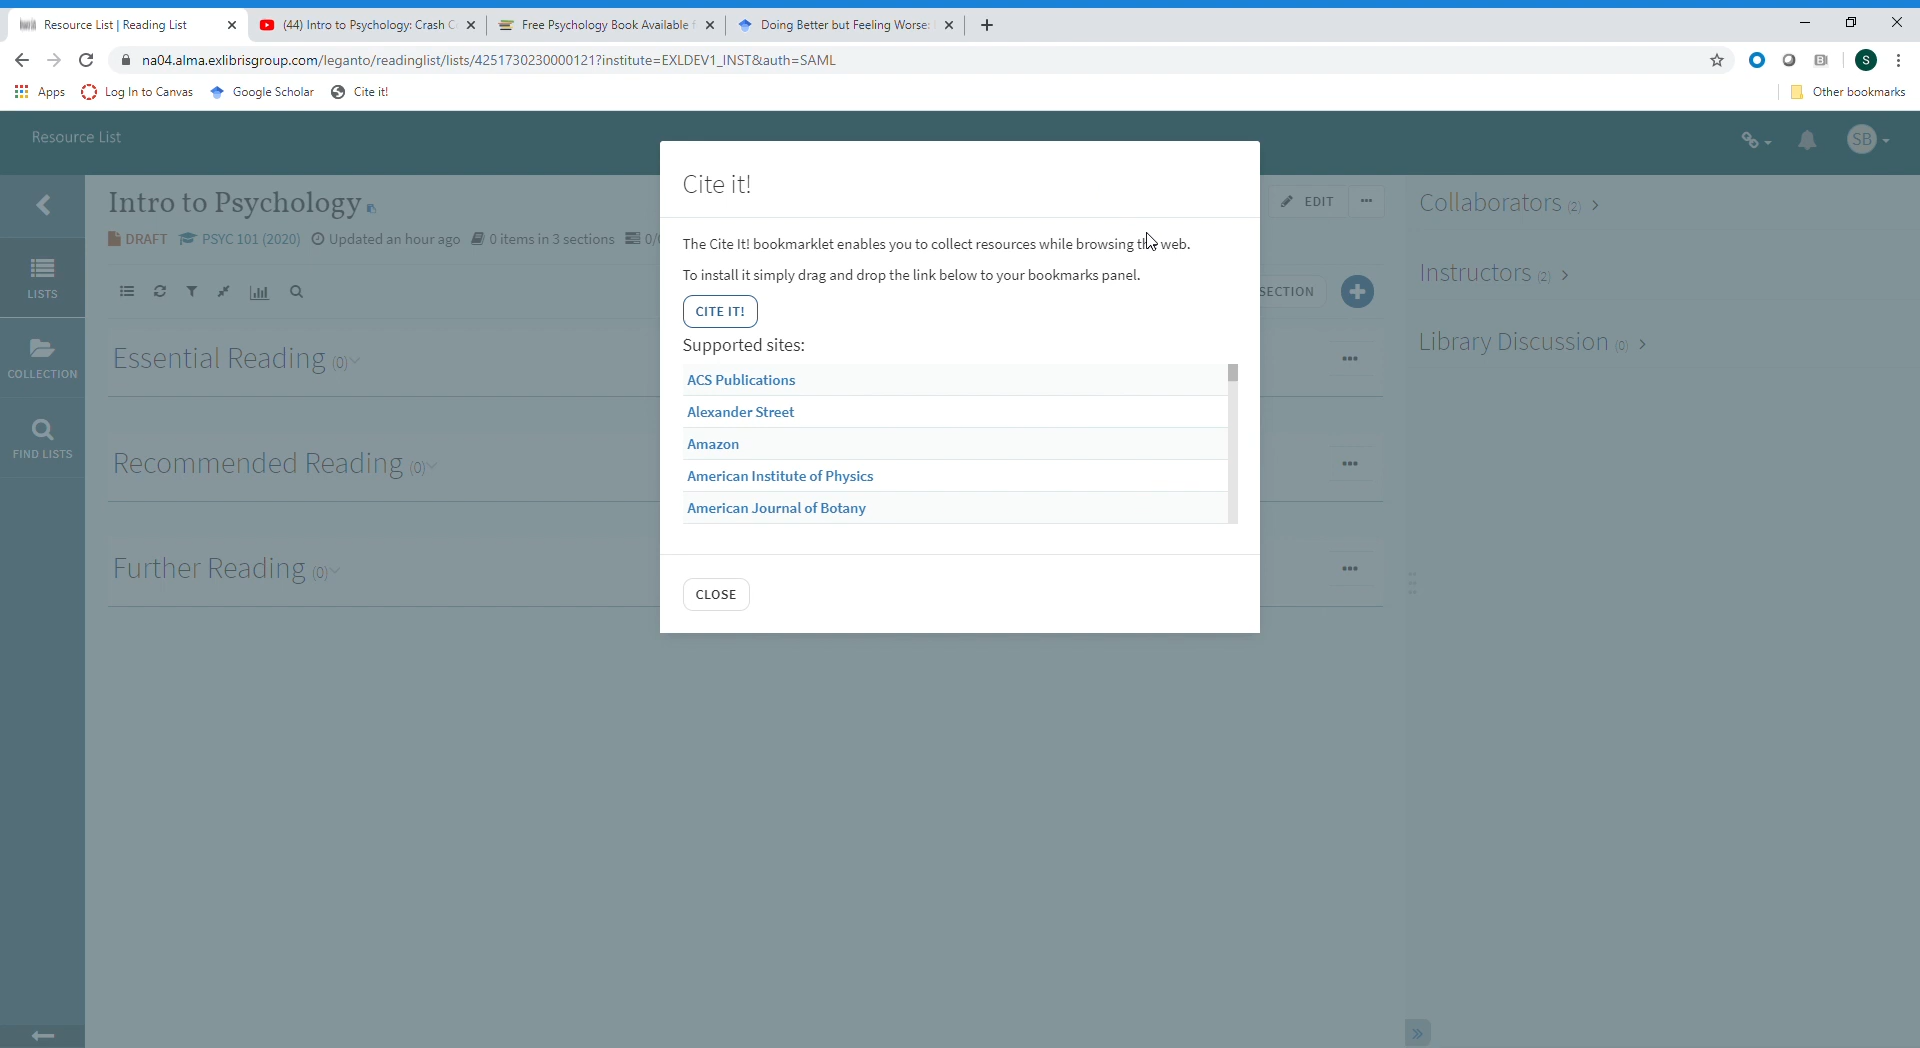 Resource List | Reading List
(44) Intro to Psychology: Crash C
Free Psychology Book Available f
Doing Better but Feeling Worse:
na04.alma.exlibrisgroup.com/leganto/readinglist/lists/4251730230000121?institute=EXLDEV1_INST&auth=SAML
S
Apps
Log In to Canvas
Google Scholar
Cite it!
Other bookmarks
Resource List
SB
Intro to Psychology
DRAFT PSYC 101 (2020) Updated an hour ago 0 items in 3 sections 0/
EDIT
LISTS
COLLECTION
FIND LISTS
SECTION
Essential Reading (0)
Recommended Reading (0)
Further Reading (0)
Cite it!
The Cite It! bookmarklet enables you to collect resources while browsing the web.
To install it simply drag and drop the link below to your bookmarks panel.
CITE IT!
Supported sites:
ACS Publications
Alexander Street
Amazon
American Institute of Physics
American Journal of Botany
CLOSE
Collaborators (2)
Instructors (2)
Library Discussion (0)